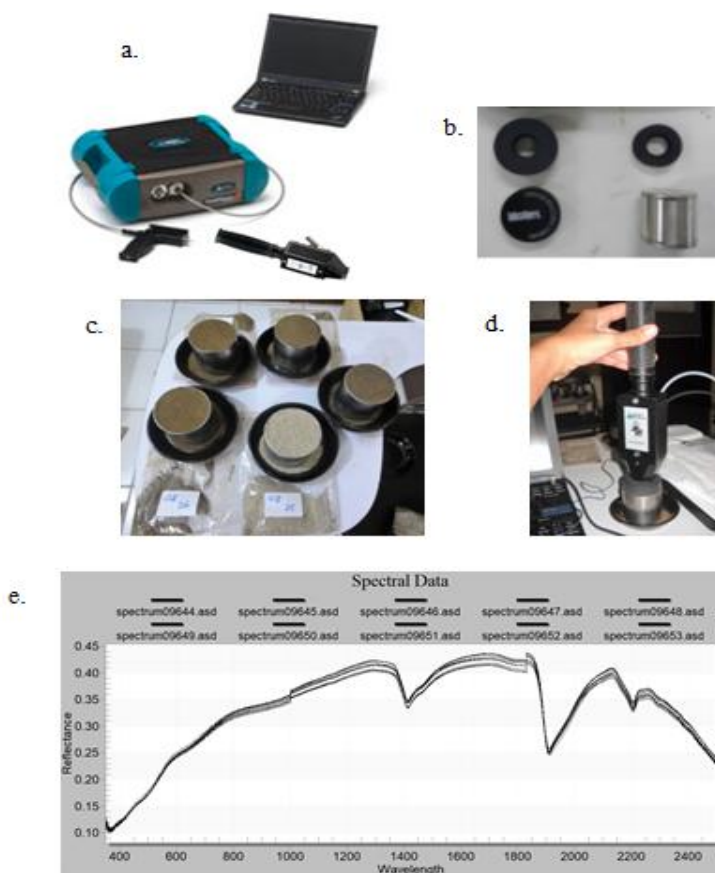 a.
b.
c.
d.
e.
Spectral Data
spectrum09644.asd spectrum09645.asd spectrum09646.asd spectrum09647.asd spectrum09648.asd
spectrum09649.asd spectrum09650.asd spectrum09651.asd spectrum09652.asd spectrum09653.asd
0.45
0.40
0.35
0.30
0.25
0.20
0.15
0.10
Reflectance
400 600 800 1000 1200 1400 1600 1800 2000 2200 2400
Wavelength